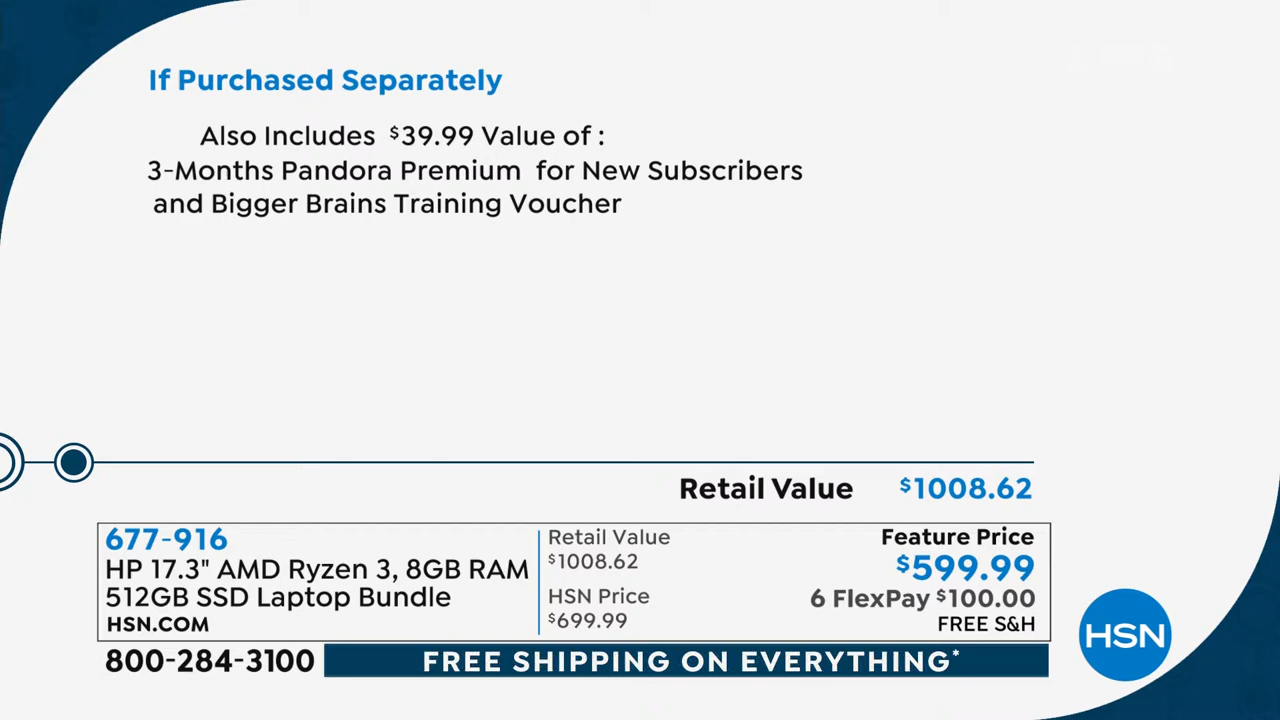 If Purchased Separately
Also Includes $39.99 Value of :
3-Months Pandora Premium for New Subscribers
and Bigger Brains Training Voucher
Retail Value $1008.62
677-916
HP 17.3" AMD Ryzen 3, 8GB RAM
512GB SSD Laptop Bundle
HSN.COM
Retail Value
$1008.62
HSN Price
$699.99
Feature Price
$599.99
6 FlexPay $100.00
FREE S&H
HSN
800-284-3100
FREE SHIPPING ON EVERYTHING*